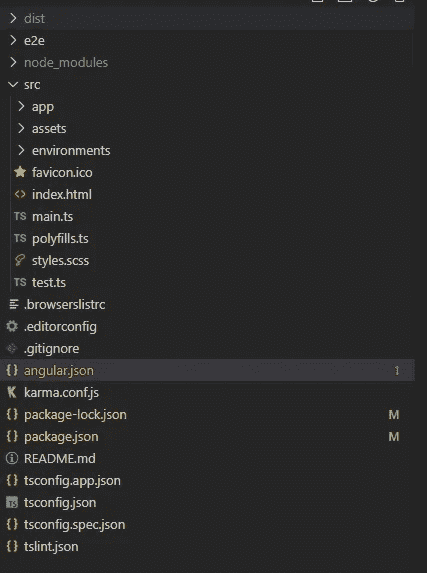 dist
e2e
node_modules
src
app
assets
environments
favicon.ico
<> index.html
TS main.ts
TS polyfills.ts
styles.scss
TS test.ts
.browserslistrc
.editorconfig
.gitignore
{} angular.json 1
K karma.conf.js
{} package-lock.json M
{} package.json M
README.md
{} tsconfig.app.json
TS tsconfig.json
{} tsconfig.spec.json
{} tslint.json